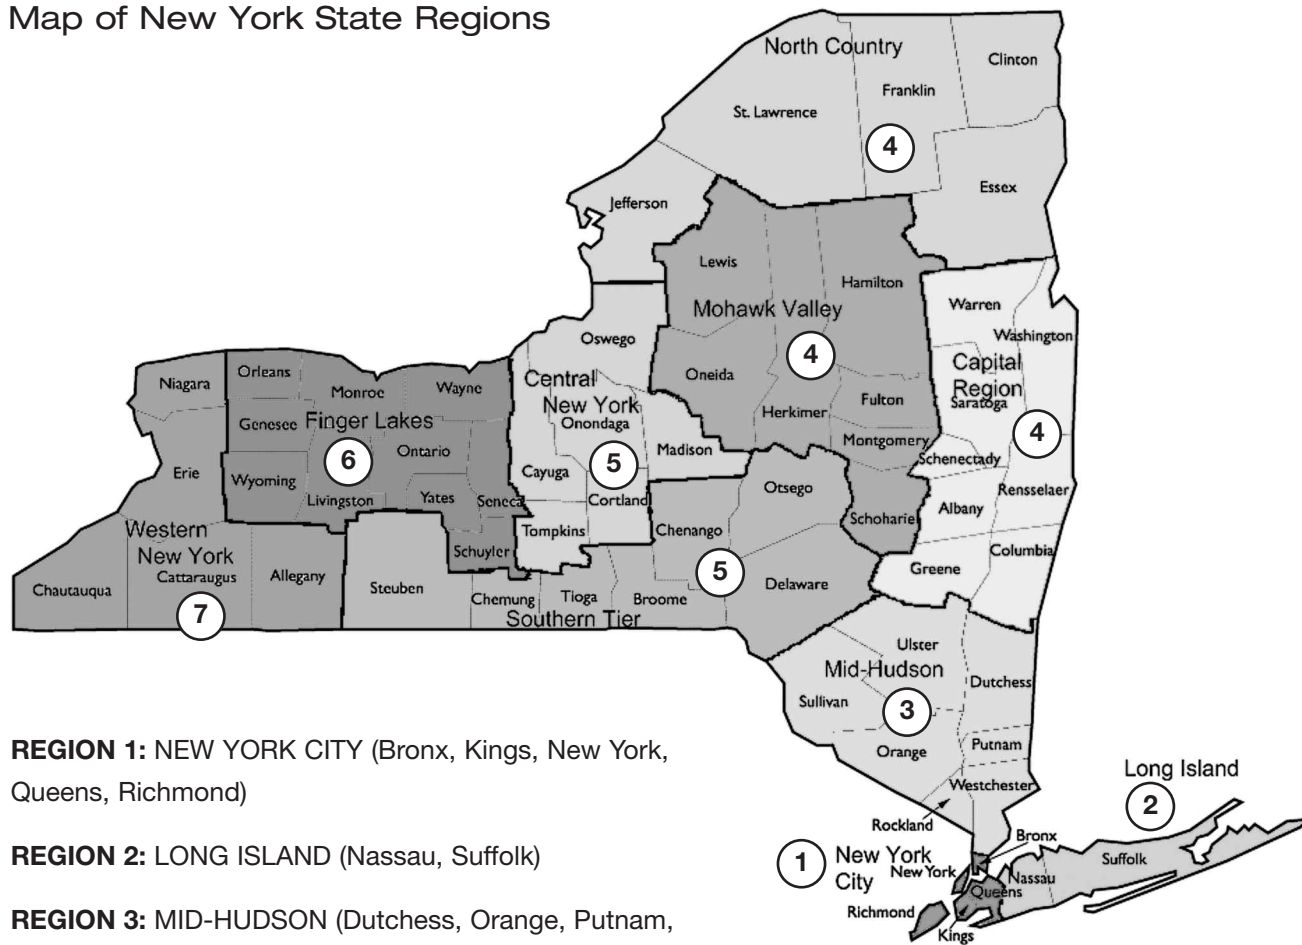 Map of New York State Regions
North Country
Clinton
Franklin
St. Lawrence
4
Essex
Jefferson
Lewis
Hamilton
Mohawk Valley
4
Oneida
Herkimer
Fulton
Montgomery
Schoharie
Warren
Washington
Capital
Region
Saratoga
4
Schenectady
Rensselaer
Albany
Columbia
Greene
Oswego
Central
New York
Onondaga
Madison
Cayuga
5
Cortland
Tompkins
Niagara
Orleans
Monroe
Wayne
Genesee
Finger Lakes
6
Ontario
Erie
Wyoming
Livingston
Yates
Seneca
Schuyler
Western
New York
Cattaraugus
Allegany
Chautauqua
7
Steuben
Chemung
Tioga
Broome
Southern Tier
Chenango
Otsego
5
Delaware
Ulster
Mid-Hudson
Dutchess
Sullivan
3
Orange
Putnam
Westchester
Rockland
Long Island
2
Bronx
1
New York
City
New York
Suffolk
Nassau
Queens
Richmond
Kings
REGION 1: NEW YORK CITY (Bronx, Kings, New York,
Queens, Richmond)
REGION 2: LONG ISLAND (Nassau, Suffolk)
REGION 3: MID-HUDSON (Dutchess, Orange, Putnam,